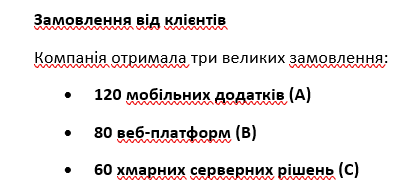 Замовлення від клієнтів
Компанія отримала три великих замовлення:
• 120 мобільних додатків (A)
• 80 веб-платформ (B)
• 60 хмарних серверних рішень (C)